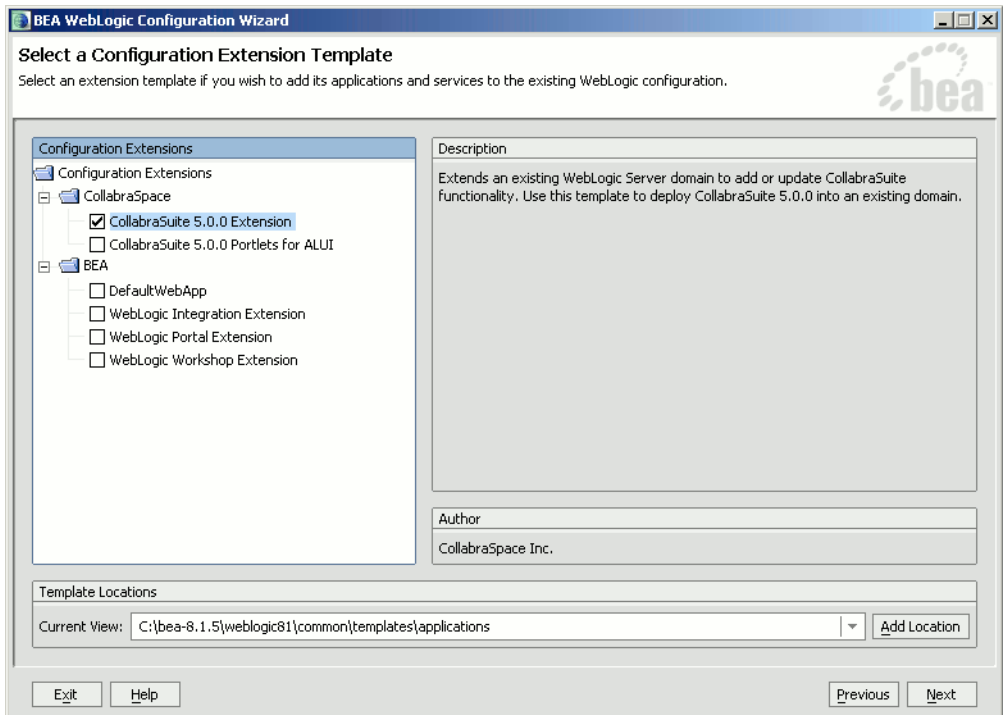 BEA WebLogic Configuration Wizard
Select a Configuration Extension Template
Select an extension template if you wish to add its applications and services to the existing WebLogic configuration.
bea
Configuration Extensions
Configuration Extensions
CollabraSpace
CollabraSuite 5.0.0 Extension
CollabraSuite 5.0.0 Portlets for ALUI
BEA
DefaultWebApp
WebLogic Integration Extension
WebLogic Portal Extension
WebLogic Workshop Extension
Description
Extends an existing WebLogic Server domain to add or update CollabraSuite
functionality. Use this template to deploy CollabraSuite 5.0.0 into an existing domain.
Author
CollabraSpace Inc.
Template Locations
Current View: C:\bea-8.1.5\weblogic81\common\templates\applications Add Location
Exit Help Previous Next